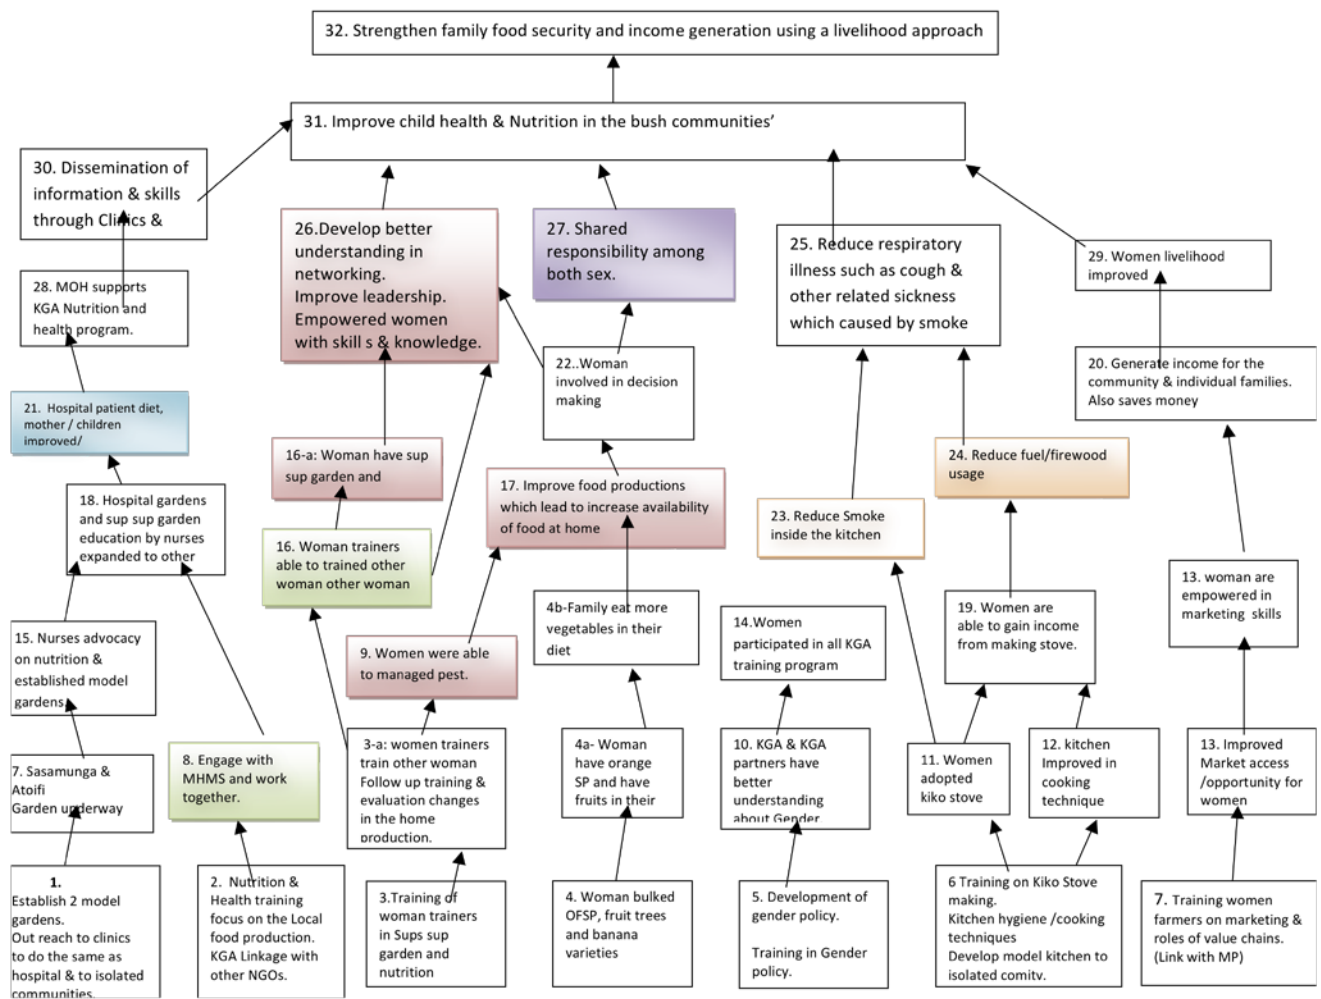 32. Strengthen family food security and income generation using a livelihood approach
31. Improve child health & Nutrition in the bush communities’
30. Dissemination of
information & skills
through Clinics &
26.Develop better
understanding in
networking.
Improve leadership.
Empowered women
with skill s & knowledge.
27. Shared
responsibility among
both sex.
25. Reduce respiratory
illness such as cough &
other related sickness
which caused by smoke
29. Women livelihood
improved
28. MOH supports
KGA Nutrition and
health program.
22..Woman
involved in decision
making
20. Generate income for the
community & individual families.
Also saves money
21. Hospital patient diet,
mother / children
improved/
16-a: Woman have sup
sup garden and
17. Improve food productions
which lead to increase availability
of food at home
24. Reduce fuel/firewood
usage
18. Hospital gardens
and sup sup garden
education by nurses
expanded to other
23. Reduce Smoke
inside the kitchen
16. Woman trainers
able to trained other
woman other woman
4b-Family eat more
vegetables in their
diet
14.Women
participated in all KGA
training program
19. Women are
able to gain income
from making stove.
13. woman are
empowered in
marketing skills
15. Nurses advocacy
on nutrition &
established model
gardens.
9. Women were able
to managed pest.
7. Sasamunga &
Atoifi
Garden underway
8. Engage with
MHMS and work
together.
3-a: women trainers
train other woman
Follow up training &
evaluation changes
in the home
production.
4a- Woman
have orange
SP and have
fruits in their
10. KGA & KGA
partners have
better
understanding
about Gender.
11. Women
adopted
kiko stove
12. kitchen
Improved in
cooking
technique
13. Improved
Market access
/opportunity for
women
1.
Establish 2 model
gardens.
Out reach to clinics
to do the same as
hospital & to isolated
communities.
2. Nutrition &
Health training
focus on the Local
food production.
KGA Linkage with
other NGOs.
3.Training of
woman trainers
in Sups sup
garden and
nutrition
4. Woman bulked
OFSP, fruit trees
and banana
varieties
5. Development of
gender policy.
Training in Gender
policy.
6 Training on Kiko Stove
making.
Kitchen hygiene /cooking
techniques
Develop model kitchen to
isolated comity.
7. Training women
farmers on marketing &
roles of value chains.
(Link with MP)